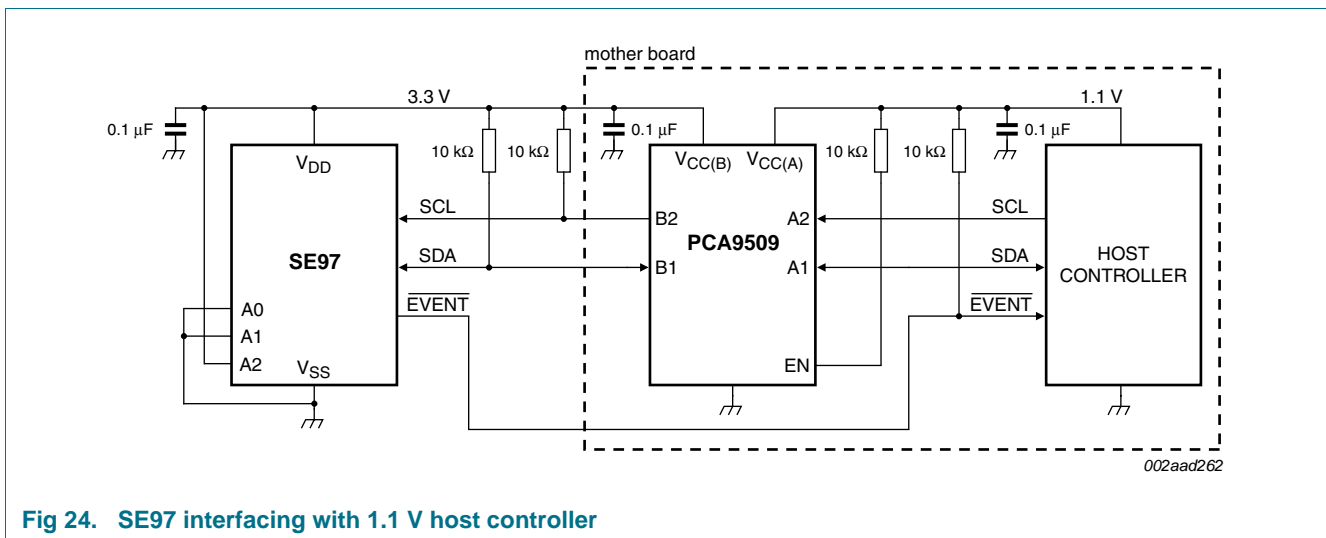 mother board
3.3 V
1.1 V
0.1 μF
10 kΩ
10 kΩ
0.1 μF
10 kΩ
10 kΩ
0.1 μF
VDD
VCC(B)
VCC(A)
SCL
B2
A2
SCL
SE97
PCA9509
HOST
CONTROLLER
SDA
B1
A1
SDA
EVENT
EVENT
A0
A1
A2
VSS
EN
002aad262
Fig 24. SE97 interfacing with 1.1 V host controller